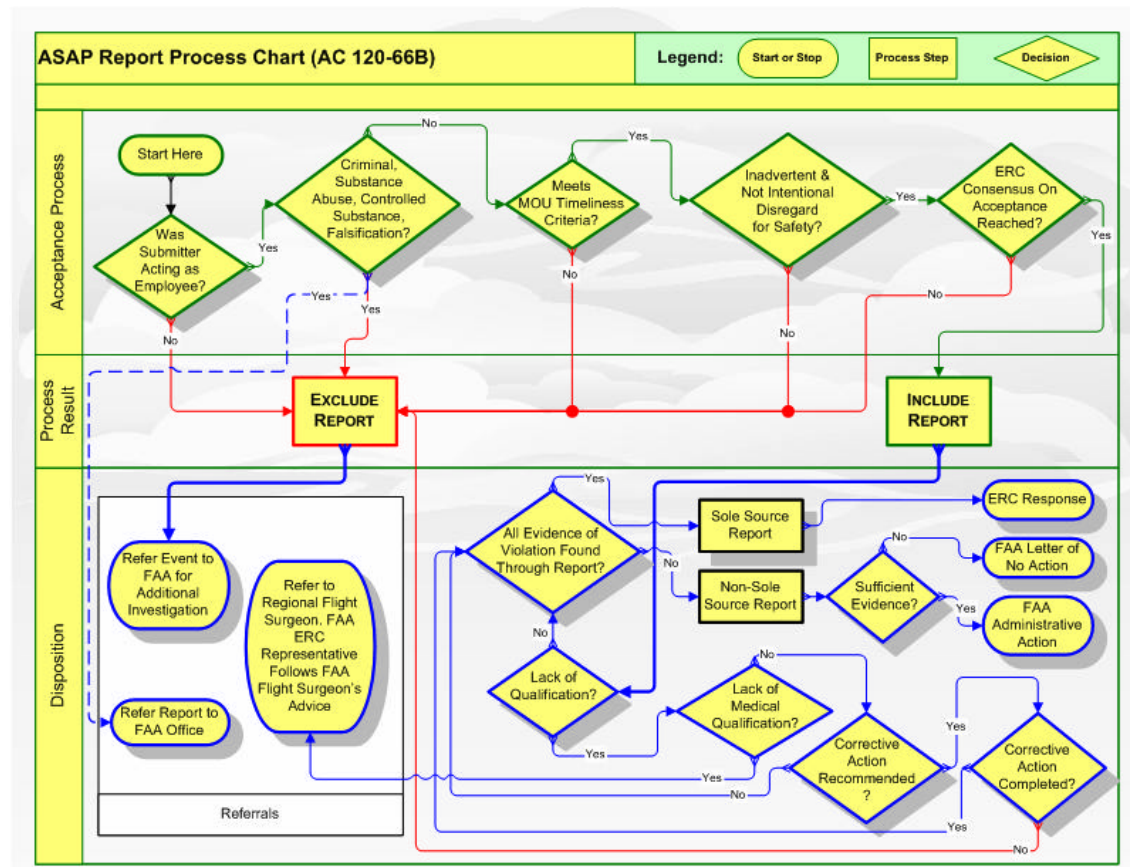 ASAP Report Process Chart (AC 120-66B)
Legend:
Start or Stop
Process Step
Decision
Acceptance Process
Start Here
Was
Submitter
Acting as
Employee?
Yes
No
Criminal,
Substance
Abuse, Controlled
Substance,
Falsification?
No
Yes
Yes
Meets
MOU Timeliness
Criteria?
Yes
No
Inadvertent &
Not Intentional
Disregard
for Safety?
Yes
No
ERC
Consensus On
Acceptance
Reached?
Yes
No
Process
Result
EXCLUDE
REPORT
INCLUDE
REPORT
Disposition
Refer Event to
FAA for
Additional
Investigation
Refer to
Regional Flight
Surgeon. FAA
ERC
Representative
Follows FAA
Flight Surgeon's
Advice
Refer Report to
FAA Office
Referrals
All Evidence of
Violation Found
Through Report?
Yes
No
Sole Source
Report
ERC Response
Non-Sole
Source Report
Sufficient
Evidence?
No
FAA Letter of
No Action
Yes
FAA
Administrative
Action
No
Lack of
Qualification?
Yes
Lack of
Medical
Qualification?
No
Yes
Corrective
Action
Recommended
?
Yes
No
Corrective
Action
Completed?
Yes
No